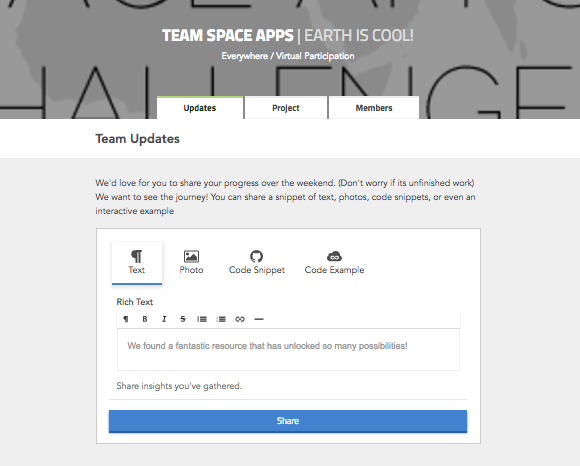 TEAM SPACE APPS | EARTH IS COOL!
Everywhere / Virtual Participation
CHALLENGE
Updates Project Members
Team Updates
We'd love for you to share your progress over the weekend. (Don't worry if its unfinished work)
We want to see the journey! You can share a snippet of text, photos, code snippets, or even an
interactive example
Text Photo Code Snippet Code Example
Rich Text
¶ B I S
We found a fantastic resource that has unlocked so many possibilities!
Share insights you've gathered.
Share